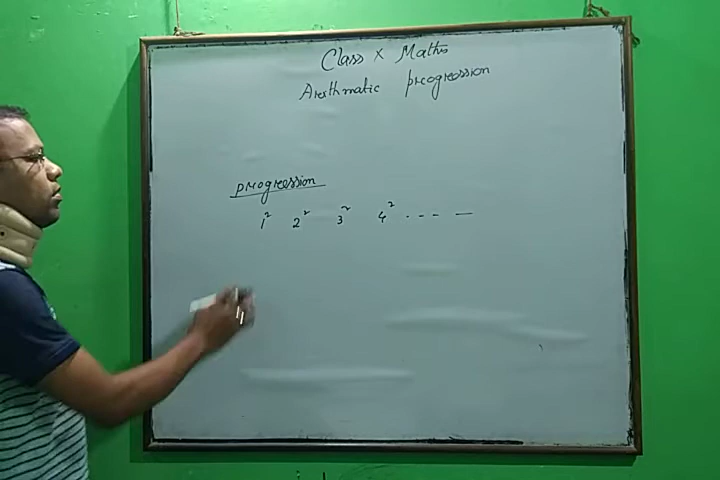 Class X Maths
Arithmatic progression
progression
1² 2² 3² 4² . - - - —